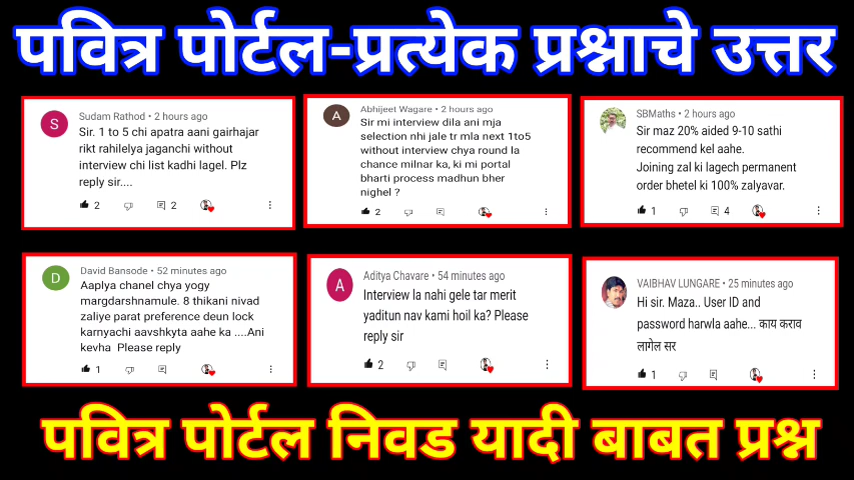 पवित्र पोर्टल-प्रत्येक प्रश्नाचे उत्तर
S
Sudam Rathod • 2 hours ago
Sir. 1 to 5 chi apatra aani gairhajar
rikt rahilelya jaganchi without
interview chi list kadhi lagel. Plz
reply sir....
2
2
A
Abhijeet Wagare • 2 hours ago
Sir mi interview dila ani mja
selection nhi jale tr mla next 1to5
without interview chya round la
chance milnar ka, ki mi portal
bharti process madhun bher
nighel ?
2
SBMaths • 2 hours ago
Sir maz 20% aided 9-10 sathi
recommend kel aahe.
Joining zal ki lagech permanent
order bhetel ki 100% zalyavar.
1
4
D
David Bansode • 52 minutes ago
Aaplya chanel chya yogy
margdarshnamule. 8 thikani nivad
zaliye parat preference deun lock
karnyachi aavshkyta aahe ka ....Ani
kevha Please reply
1
A
Aditya Chavare • 54 minutes ago
Interview la nahi gele tar merit
yaditun nav kami hoil ka? Please
reply sir
2
VAIBHAV LUNGARE • 25 minutes ago
Hi sir. Maza.. User ID and
password harwla aahe... काय कराव
लागेल सर
1
पवित्र पोर्टल निवड यादी बाबत प्रश्न